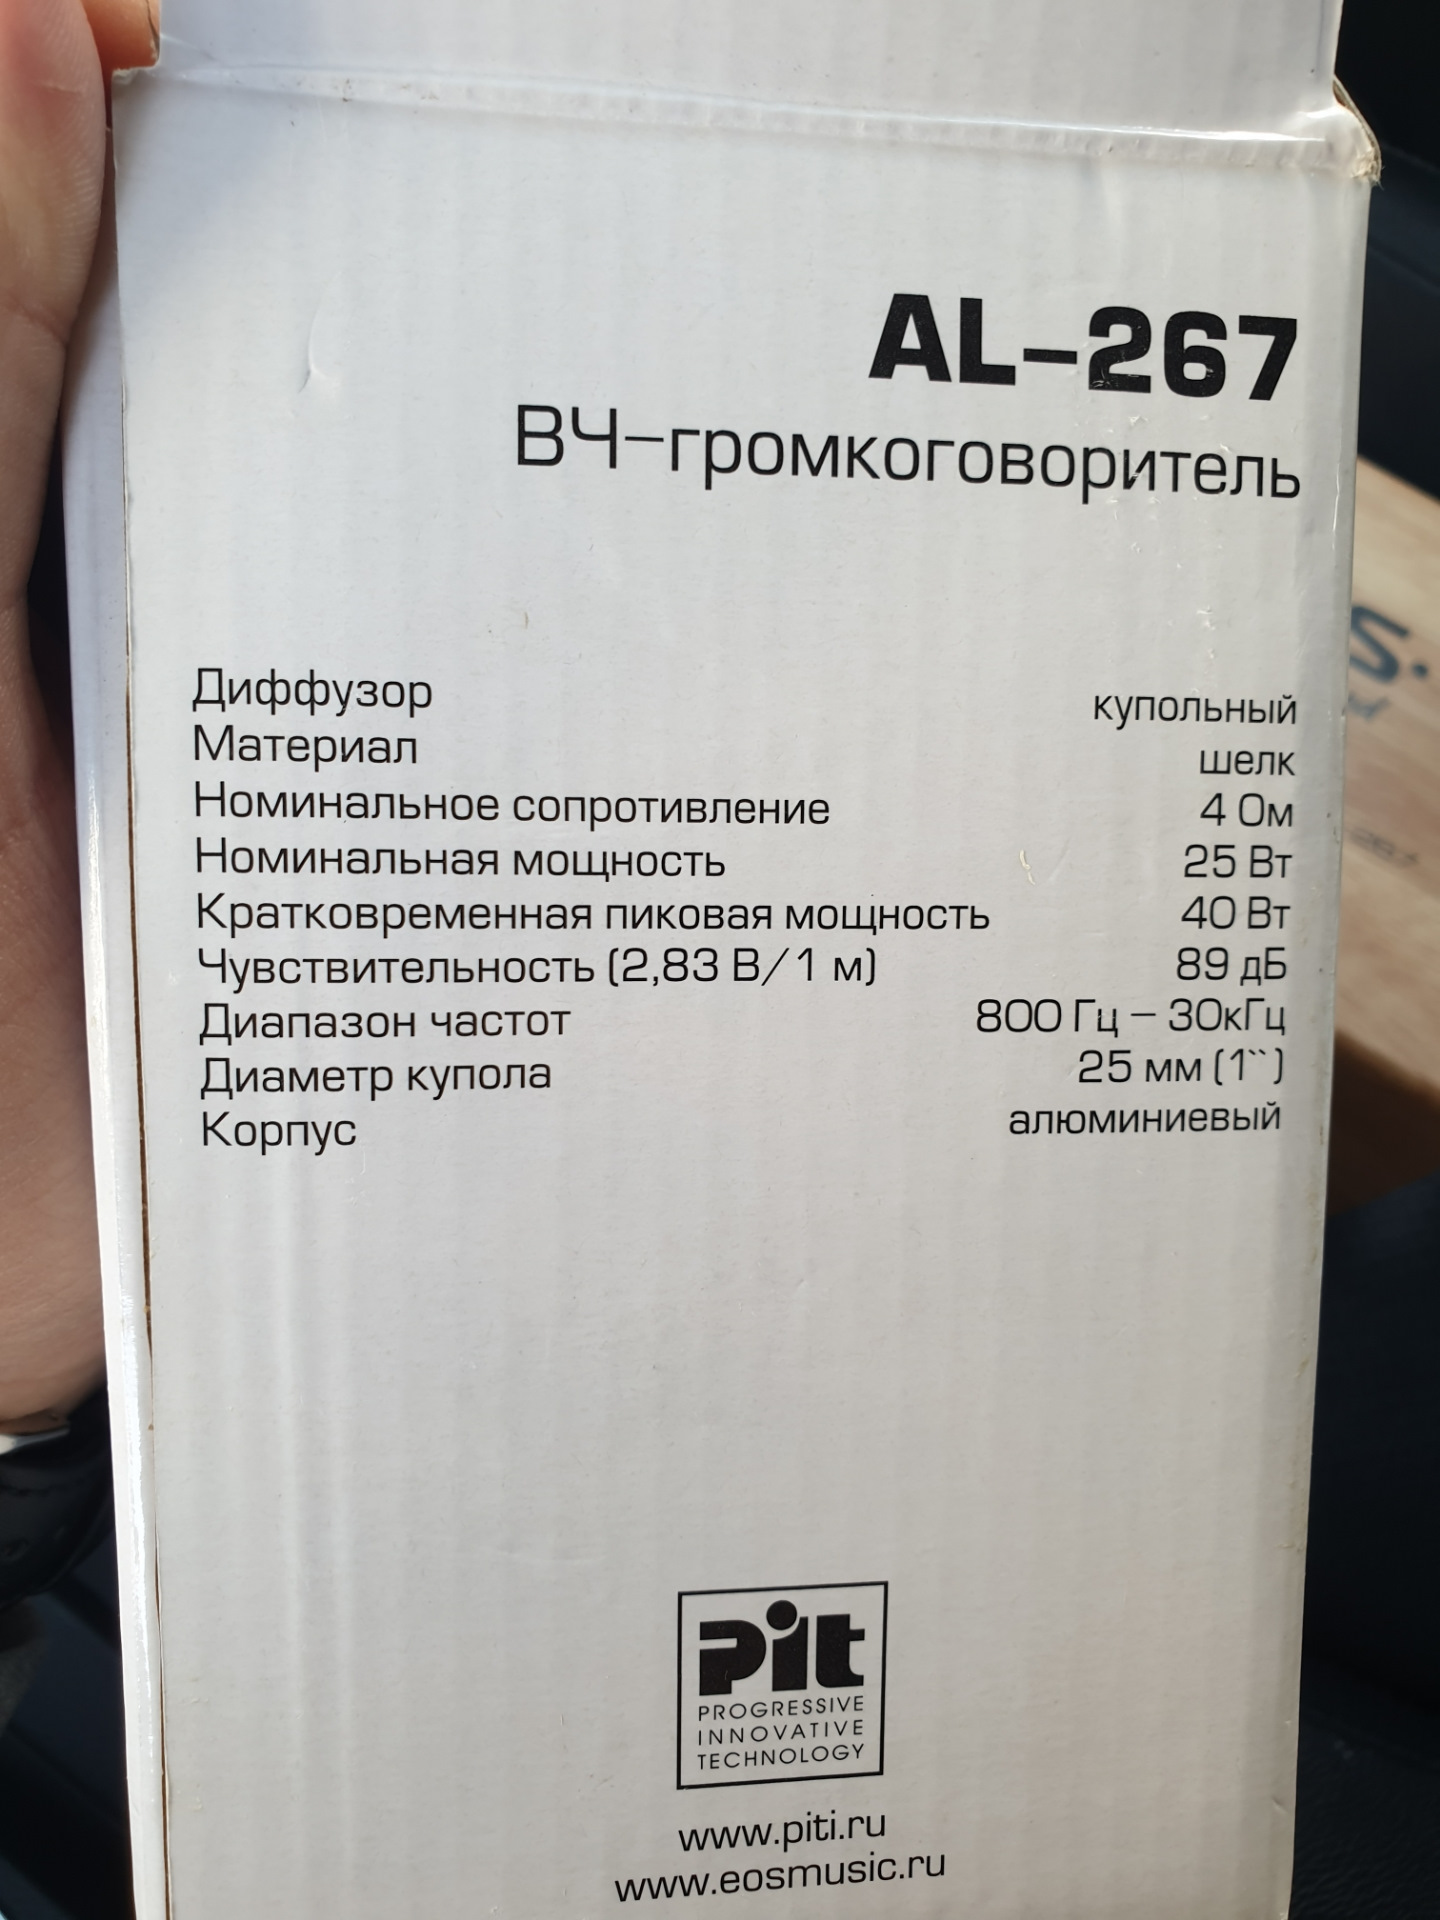 AL-267
ВЧ-громкоговоритель
Диффузор купольный
Материал шелк
Номинальное сопротивление 4 Ом
Номинальная мощность 25 Вт
Кратковременная пиковая мощность 40 Вт
Чувствительность (2,83 В/1 м) 89 дБ
Диапазон частот 800 Гц – 30кГц
Диаметр купола 25 мм (1``)
Корпус алюминиевый
Pit
PROGRESSIVE
INNOVATIVE
TECHNOLOGY
www.piti.ru
www.eosmusic.ru